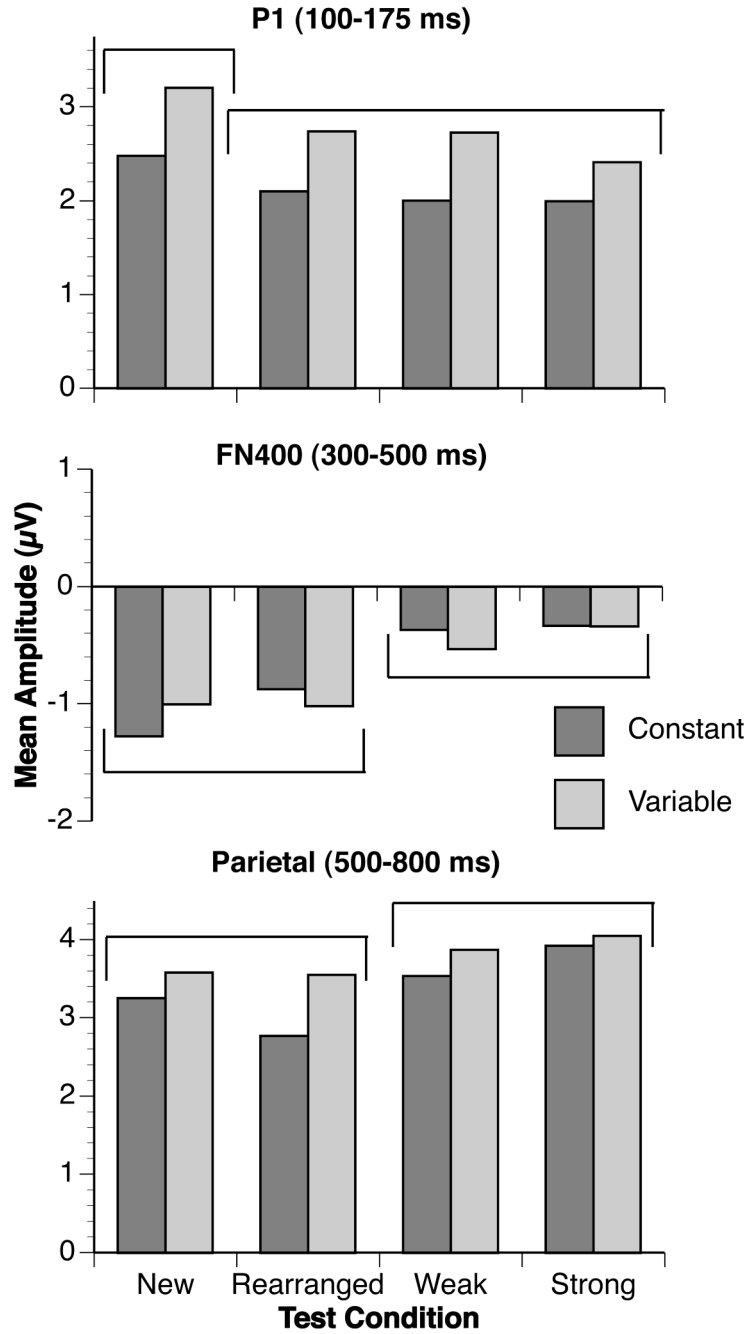 P1 (100-175 ms)
3
2
1
0
FN400 (300-500 ms)
1
0
-1
-2
Mean Amplitude (µV)
Constant
Variable
Parietal (500-800 ms)
4
3
2
1
0
New Rearranged Weak Strong
Test Condition